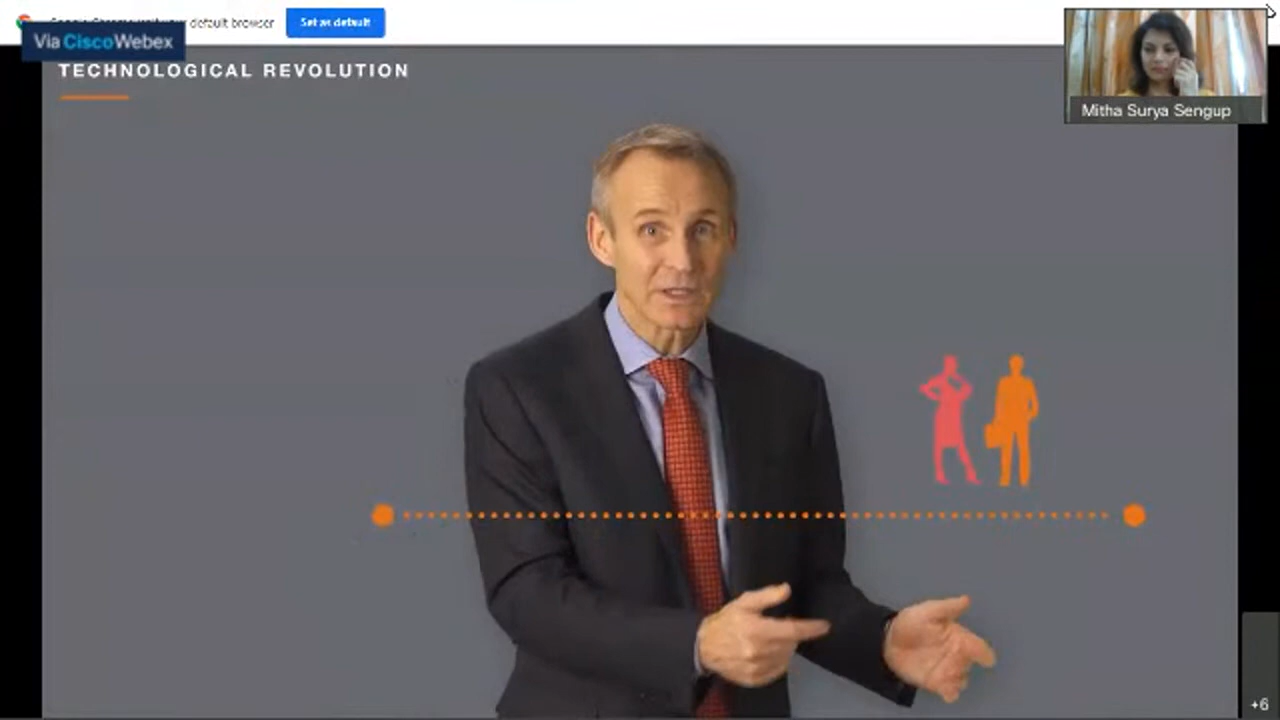 default browser
Set as default
Via CiscoWebex
TECHNOLOGICAL REVOLUTION
Mitha Surya Sengup
+6